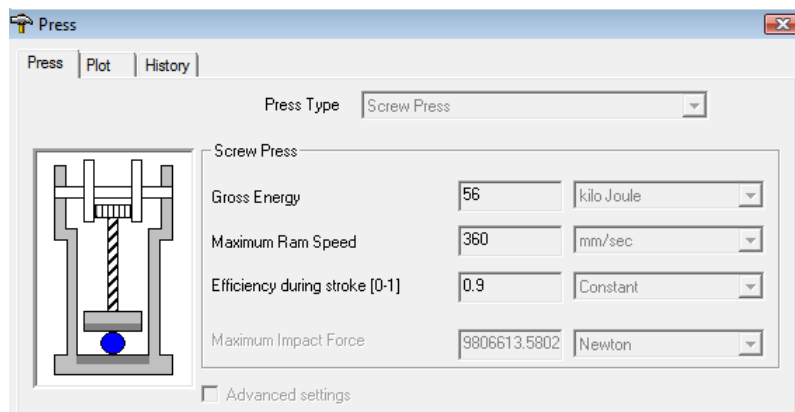 Press
Press Plot History
Press Type Screw Press
Screw Press
Gross Energy 56 kilo Joule
Maximum Ram Speed 360 mm/sec
Efficiency during stroke [0-1] 0.9 Constant
Maximum Impact Force 9806613.5802 Newton
Advanced settings